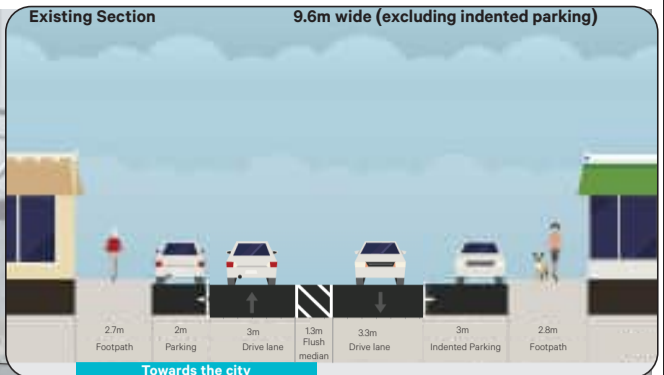 Existing Section 9.6m wide (excluding indented parking)
2.7m 2m 3m 1.3m 3.3m 3m 2.8m
Footpath Parking Drive lane Flush median Drive lane Indented Parking Footpath
Towards the city